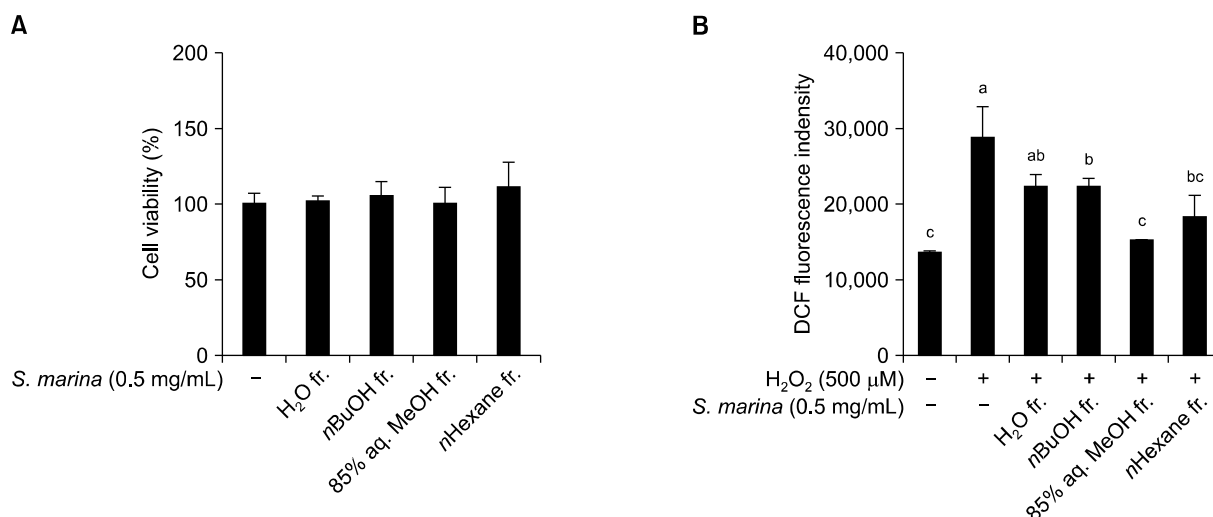 A
200
150
100
50
0
Cell viability (%)
S. marina (0.5 mg/mL)
–
H₂O fr.
nBuOH fr.
85% aq. MeOH fr.
nHexane fr.
B
40,000
30,000
20,000
10,000
0
DCF fluorescence indensity
c
a
ab
b
c
bc
H₂O₂ (500 μM) – + + + + +
S. marina (0.5 mg/mL) – –
H₂O fr.
nBuOH fr.
85% aq. MeOH fr.
nHexane fr.